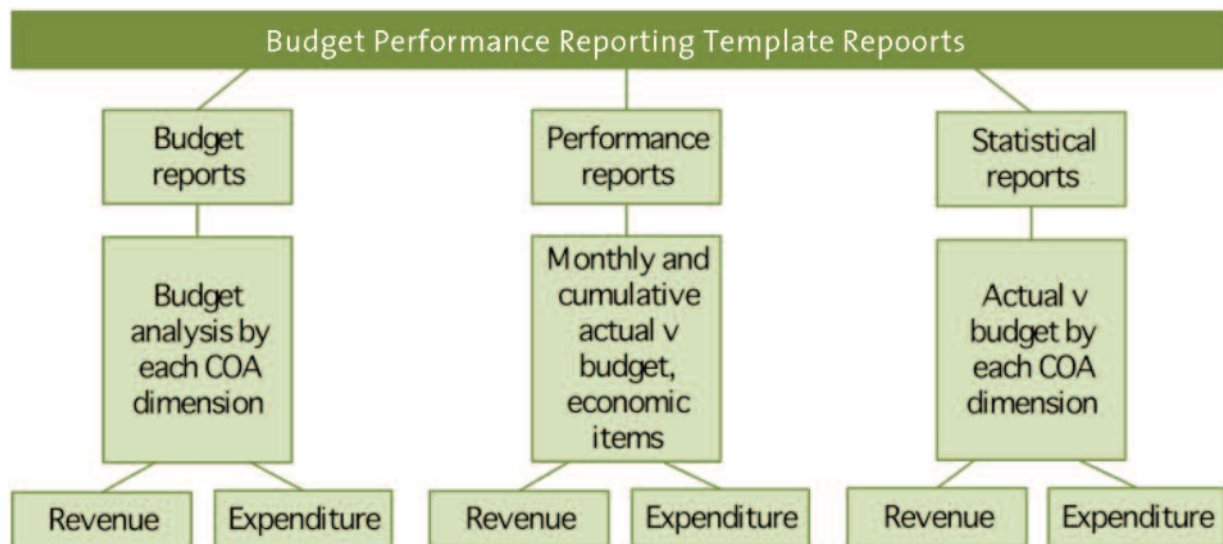 Budget Performance Reporting Template Repoorts
Budget
reports
Performance
reports
Statistical
reports
Budget
analysis by
each COA
dimension
Monthly and
cumulative
actual v
budget,
economic
items
Actual v
budget by
each COA
dimension
Revenue
Expenditure
Revenue
Expenditure
Revenue
Expenditure